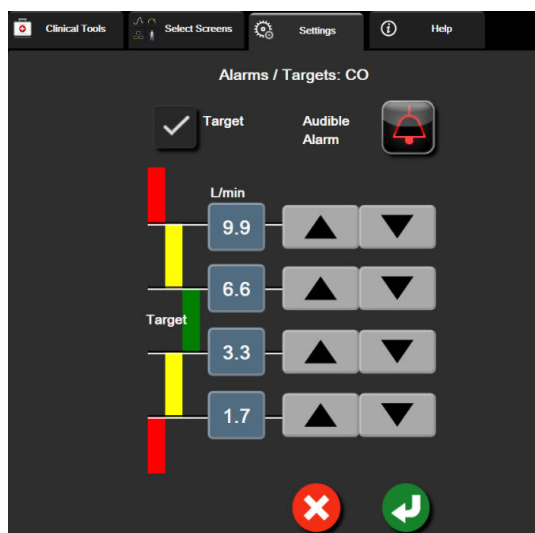 Clinical Tools
Select Screens
Settings
Help
Alarms / Targets: CO
Target
Audible
Alarm
L/min
9.9
6.6
Target
3.3
1.7